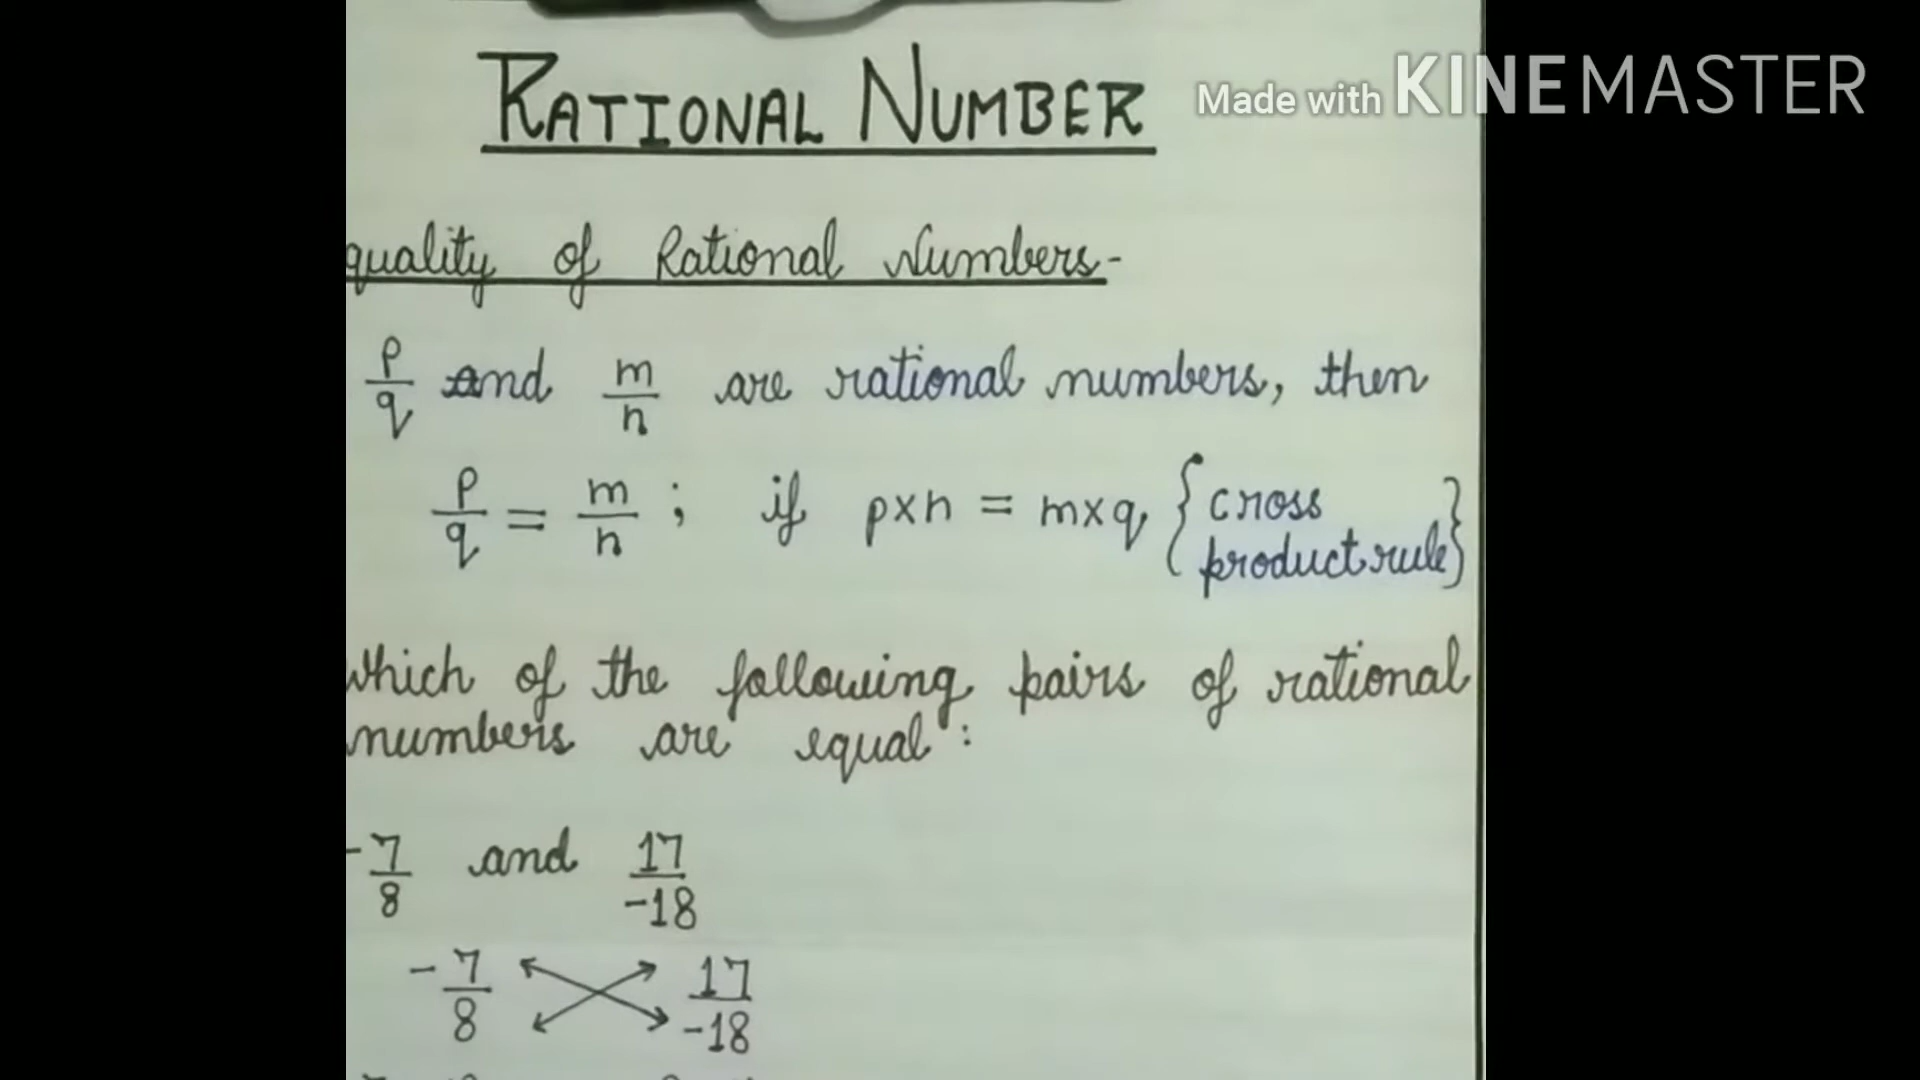 RATIONAL NUMBER
Made with KINEMASTER
quality of Rational Numbers-
p/q and m/n are rational numbers, then
p/q = m/n ; if p×n = m×q {cross product rule}
which of the following pairs of rational
numbers are equal :
-7/8 and 17/-18
-7/8 17/-18